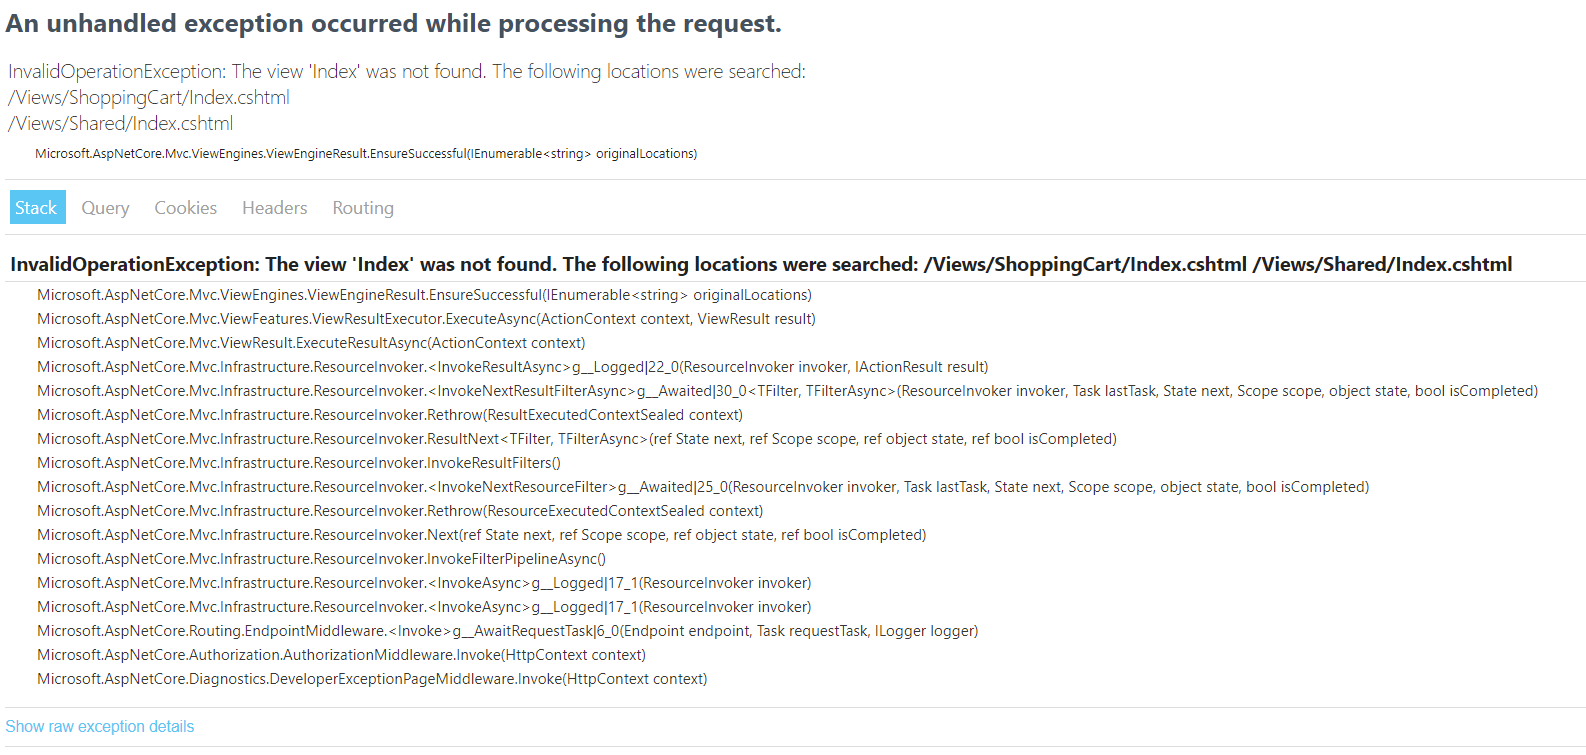 An unhandled exception occurred while processing the request.
InvalidOperationException: The view 'Index' was not found. The following locations were searched:
/Views/ShoppingCart/Index.cshtml
/Views/Shared/Index.cshtml
Microsoft.AspNetCore.Mvc.ViewEngines.ViewEngineResult.EnsureSuccessful(IEnumerable<string> originalLocations)
Stack Query Cookies Headers Routing
InvalidOperationException: The view 'Index' was not found. The following locations were searched: /Views/ShoppingCart/Index.cshtml /Views/Shared/Index.cshtml
Microsoft.AspNetCore.Mvc.ViewEngines.ViewEngineResult.EnsureSuccessful(IEnumerable<string> originalLocations)
Microsoft.AspNetCore.Mvc.ViewFeatures.ViewResultExecutor.ExecuteAsync(ActionContext context, ViewResult result)
Microsoft.AspNetCore.Mvc.ViewResult.ExecuteResultAsync(ActionContext context)
Microsoft.AspNetCore.Mvc.Infrastructure.ResourceInvoker.<InvokeResultAsync>g__Logged|22_0(ResourceInvoker invoker, IActionResult result)
Microsoft.AspNetCore.Mvc.Infrastructure.ResourceInvoker.<InvokeNextResultFilterAsync>g__Awaited|30_0<TFilter, TFilterAsync>(ResourceInvoker invoker, Task lastTask, State next, Scope scope, object state, bool isCompleted)
Microsoft.AspNetCore.Mvc.Infrastructure.ResourceInvoker.Rethrow(ResultExecutedContextSealed context)
Microsoft.AspNetCore.Mvc.Infrastructure.ResourceInvoker.ResultNext<TFilter, TFilterAsync>(ref State next, ref Scope scope, ref object state, ref bool isCompleted)
Microsoft.AspNetCore.Mvc.Infrastructure.ResourceInvoker.InvokeResultFilters()
Microsoft.AspNetCore.Mvc.Infrastructure.ResourceInvoker.<InvokeNextResourceFilter>g__Awaited|25_0(ResourceInvoker invoker, Task lastTask, State next, Scope scope, object state, bool isCompleted)
Microsoft.AspNetCore.Mvc.Infrastructure.ResourceInvoker.Rethrow(ResourceExecutedContextSealed context)
Microsoft.AspNetCore.Mvc.Infrastructure.ResourceInvoker.Next(ref State next, ref Scope scope, ref object state, ref bool isCompleted)
Microsoft.AspNetCore.Mvc.Infrastructure.ResourceInvoker.InvokeFilterPipelineAsync()
Microsoft.AspNetCore.Mvc.Infrastructure.ResourceInvoker.<InvokeAsync>g__Logged|17_1(ResourceInvoker invoker)
Microsoft.AspNetCore.Mvc.Infrastructure.ResourceInvoker.<InvokeAsync>g__Logged|17_1(ResourceInvoker invoker)
Microsoft.AspNetCore.Routing.EndpointMiddleware.<Invoke>g__AwaitRequestTask|6_0(Endpoint endpoint, Task requestTask, ILogger logger)
Microsoft.AspNetCore.Authorization.AuthorizationMiddleware.Invoke(HttpContext context)
Microsoft.AspNetCore.Diagnostics.DeveloperExceptionPageMiddleware.Invoke(HttpContext context)
Show raw exception details